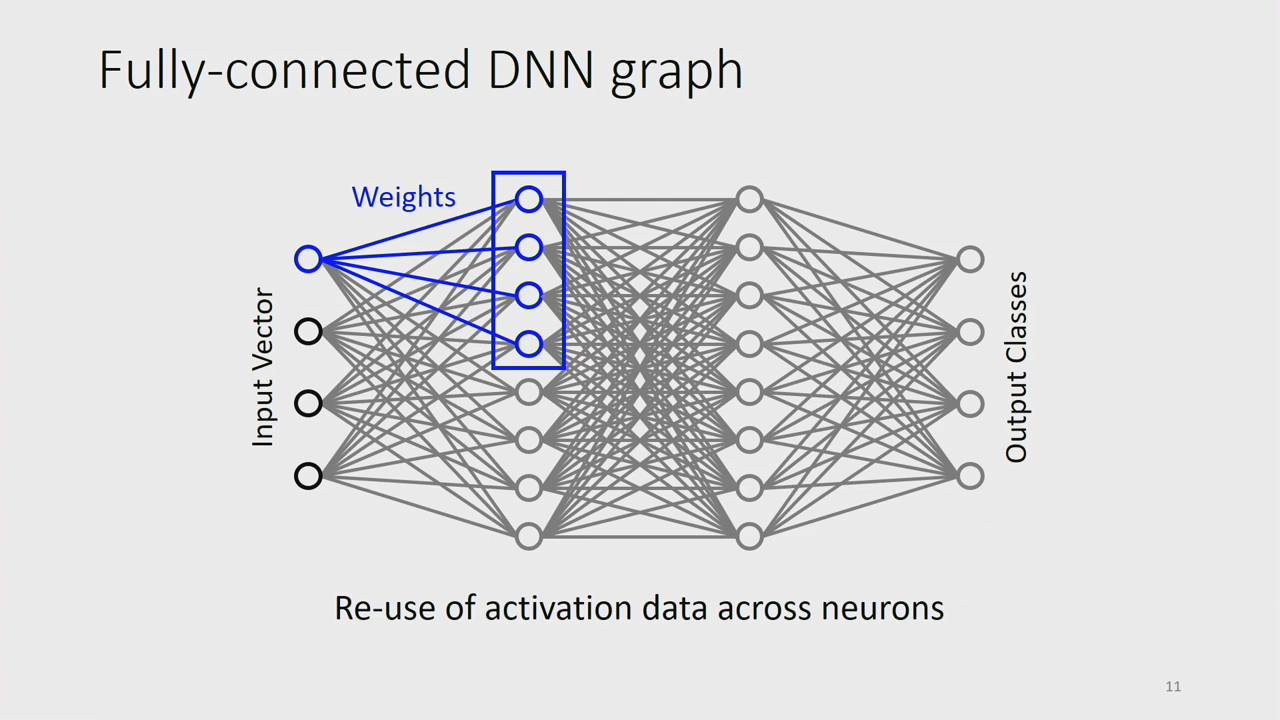 Fully-connected DNN graph
Weights
Input Vector
Output Classes
Re-use of activation data across neurons
11